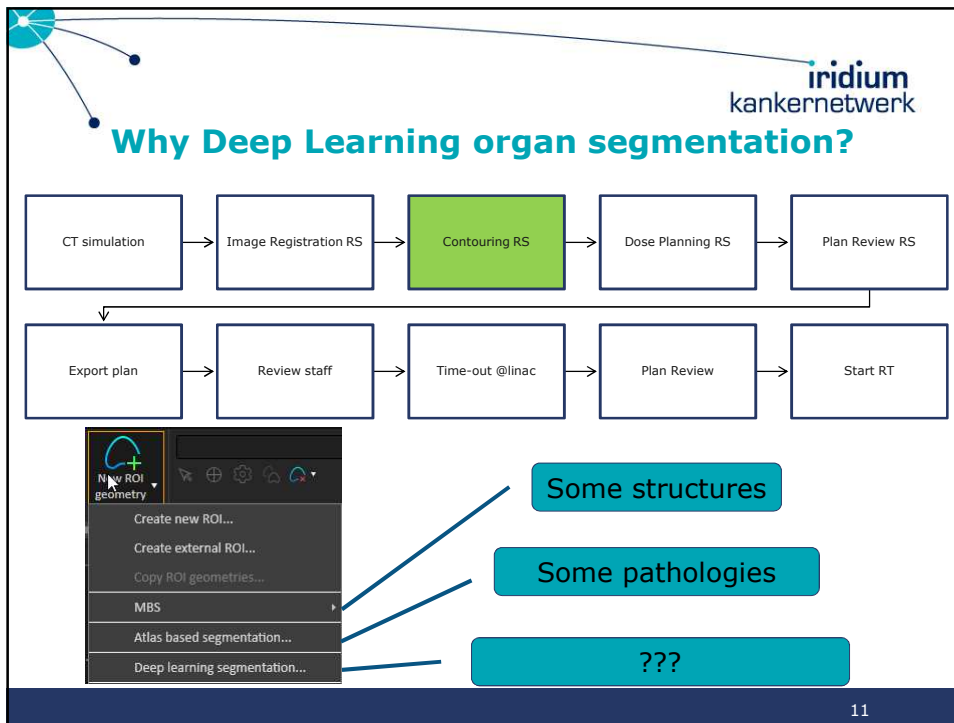 iridium
kankernetwerk
Why Deep Learning organ segmentation?
CT simulation
Image Registration RS
Contouring RS
Dose Planning RS
Plan Review RS
Export plan
Review staff
Time-out @linac
Plan Review
Start RT
New ROI
geometry
Create new ROI...
Create external ROI...
Copy ROI geometries...
MBS
Atlas based segmentation...
Deep learning segmentation...
Some structures
Some pathologies
???
11